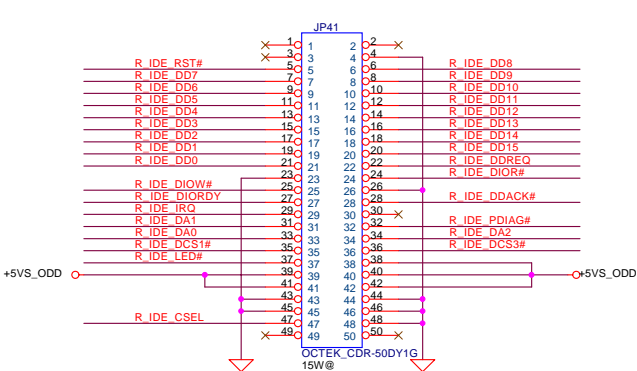 JP41
1 1 2 2
3 3 4 4
R_IDE_RST# 5 5 6 6 R_IDE_DD8
R_IDE_DD7 7 7 8 8 R_IDE_DD9
R_IDE_DD6 9 9 10 10 R_IDE_DD10
R_IDE_DD5 11 11 12 12 R_IDE_DD11
R_IDE_DD4 13 13 14 14 R_IDE_DD12
R_IDE_DD3 15 15 16 16 R_IDE_DD13
R_IDE_DD2 17 17 18 18 R_IDE_DD14
R_IDE_DD1 19 19 20 20 R_IDE_DD15
R_IDE_DD0 21 21 22 22 R_IDE_DDREQ
23 23 24 24 R_IDE_DIOR#
R_IDE_DIOW# 25 25 26 26
R_IDE_DIORDY 27 27 28 28 R_IDE_DDACK#
R_IDE_IRQ 29 29 30 30
R_IDE_DA1 31 31 32 32 R_IDE_PDIAG#
R_IDE_DA0 33 33 34 34 R_IDE_DA2
R_IDE_DCS1# 35 35 36 36 R_IDE_DCS3#
R_IDE_LED# 37 37 38 38
+5VS_ODD 39 39 40 40 +5VS_ODD
41 41 42 42
43 43 44 44
45 45 46 46
R_IDE_CSEL 47 47 48 48
49 49 50 50
OCTEK_CDR-50DY1G
15W@